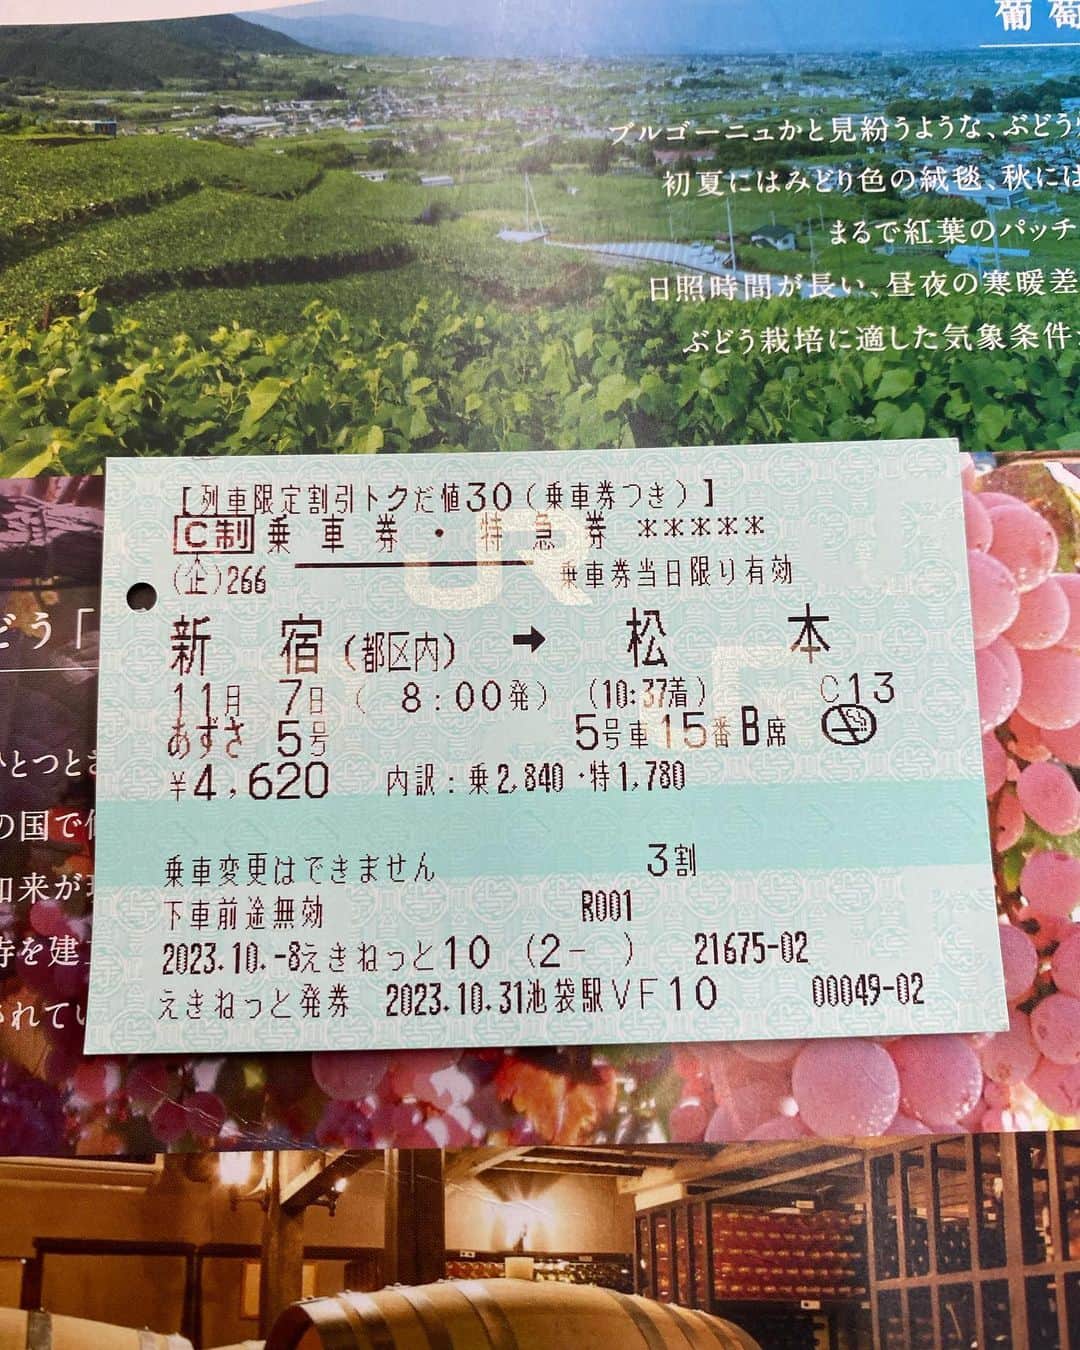 葡萄
ブルゴーニュかと見紛うような、ぶどう
初夏にはみどり色の絨毯、秋には
まるで紅葉のパッチ
日照時間が長い、昼夜の寒暖差
ぶどう栽培に適した気象条件
[列車限定割引トクだ値30(乗車券つき)]
C制 乗車券・特急券 *****
(企)266 乗車券当日限り有効
JR
新宿(都区内) ➡ 松本
11月 7日( 8:00発) (10:37着) C13
あずさ 5号 5号車15番B席
¥4,620 内訳:乗2,840・特1,780
乗車変更はできません 3割
下車前途無効 R001
2023.10.-8えきねっと10 (2- ) 21675-02
えきねっと発券 2023.10.31池袋駅VF10 00049-02
どう「
ひとつと
の国で
如来が
寺を建
されてい